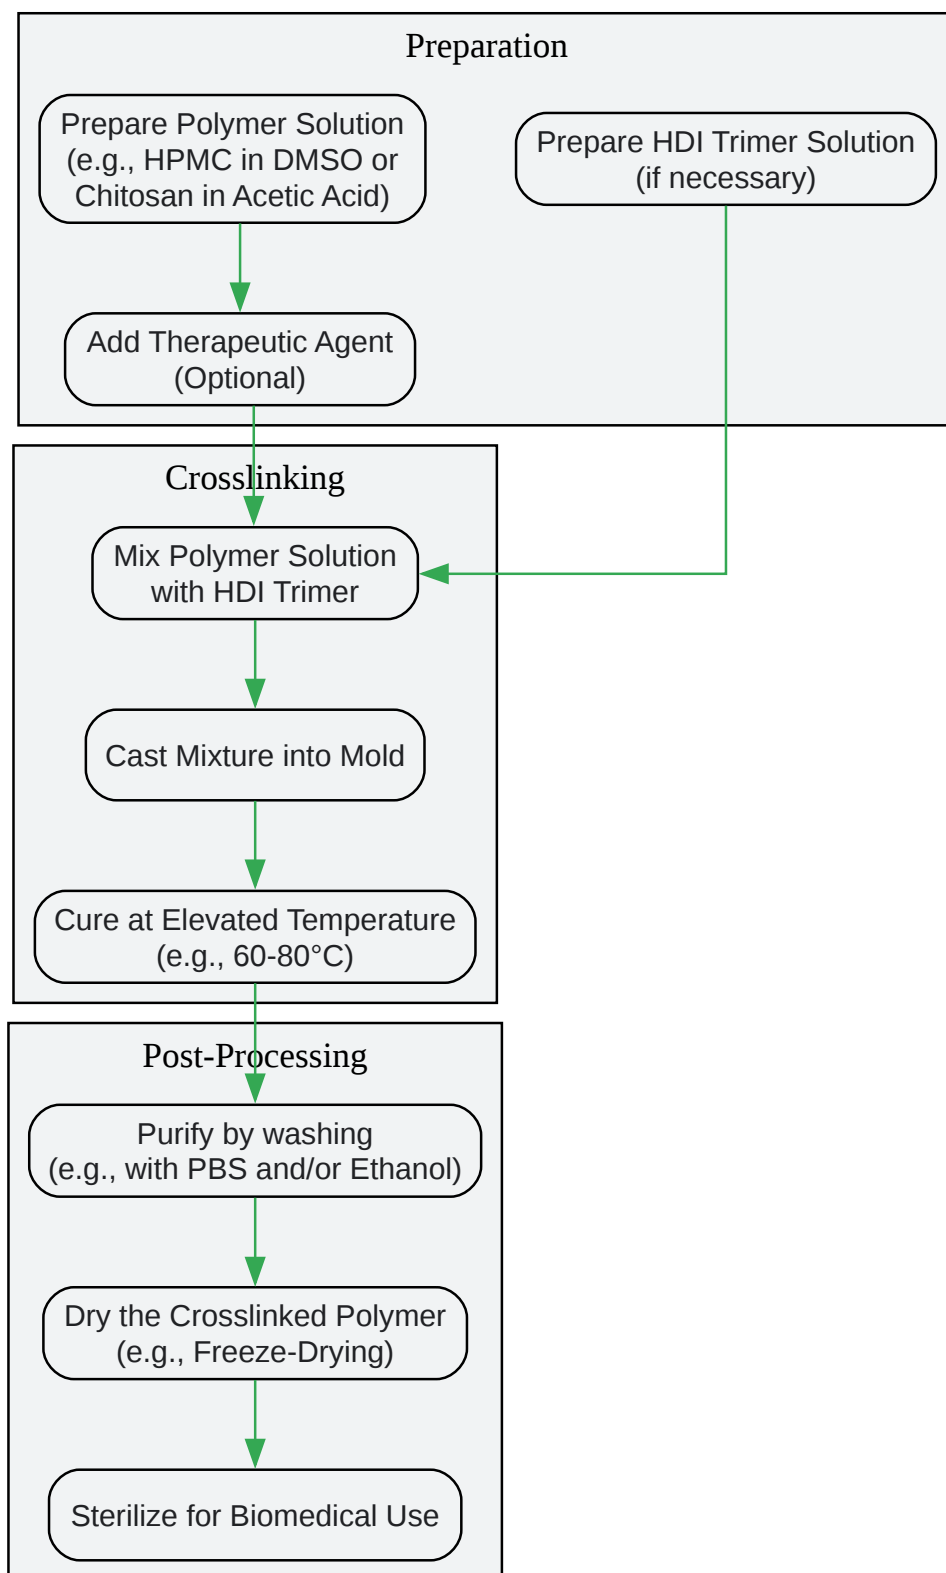 Preparation
Prepare Polymer Solution
(e.g., HPMC in DMSO or
Chitosan in Acetic Acid)
Prepare HDI Trimer Solution
(if necessary)
Add Therapeutic Agent
(Optional)
Crosslinking
Mix Polymer Solution
with HDI Trimer
Cast Mixture into Mold
Cure at Elevated Temperature
(e.g., 60-80°C)
Post-Processing
Purify by washing
(e.g., with PBS and/or Ethanol)
Dry the Crosslinked Polymer
(e.g., Freeze-Drying)
Sterilize for Biomedical Use